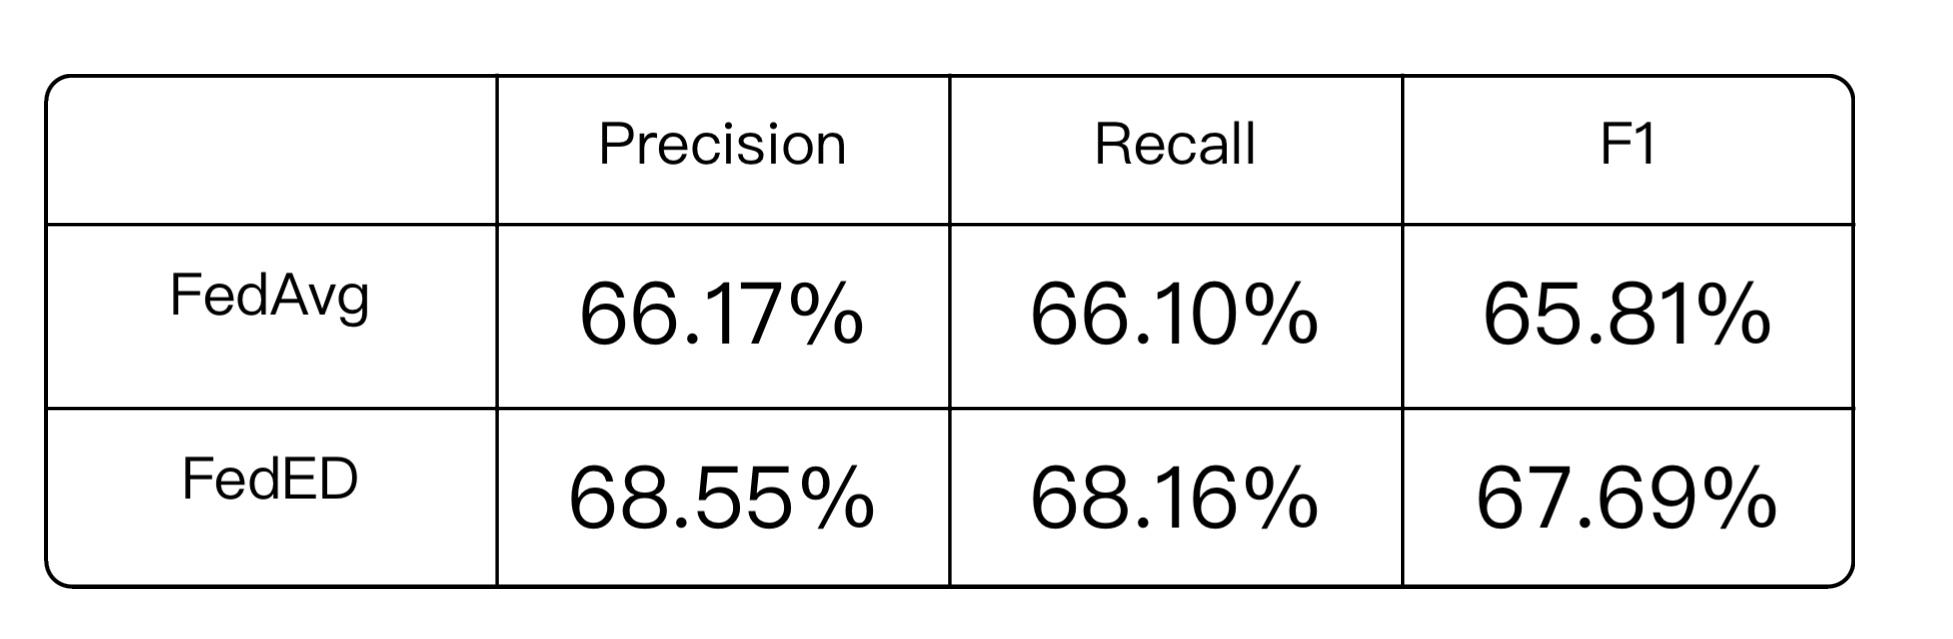 Precision Recall F1
FedAvg 66.17% 66.10% 65.81%
FedED 68.55% 68.16% 67.69%